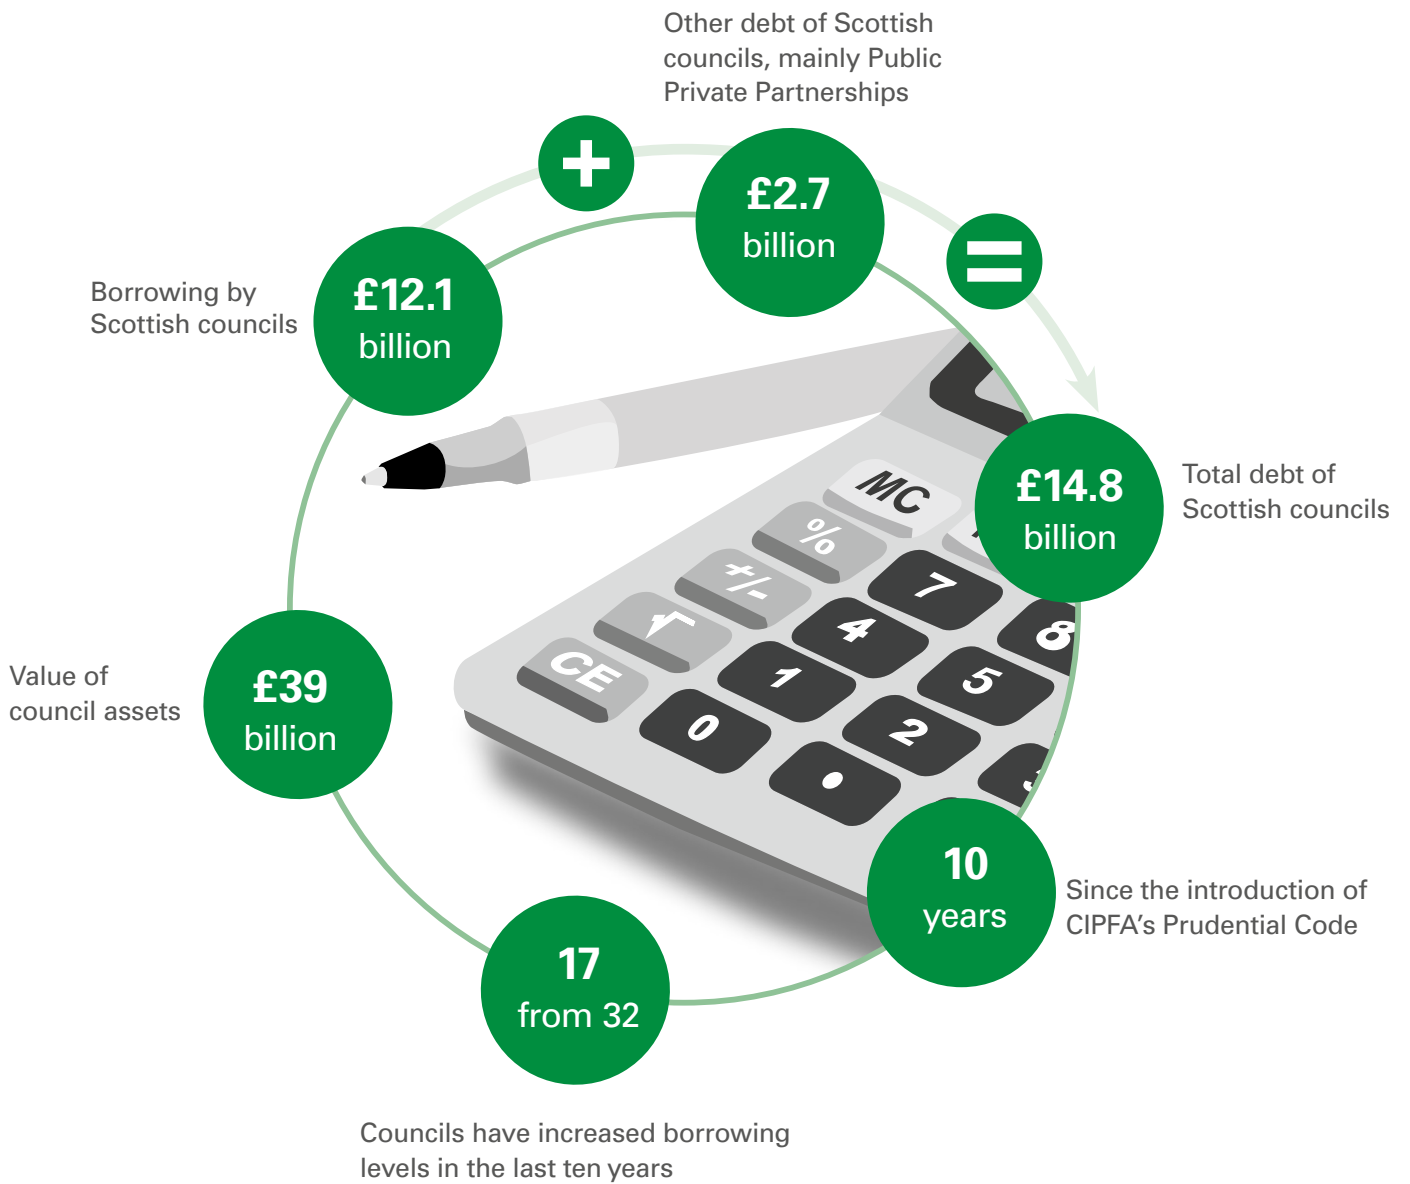 Other debt of Scottish
councils, mainly Public
Private Partnerships
+
£2.7
billion
=
Borrowing by
Scottish councils
£12.1
billion
£14.8
billion
Total debt of
Scottish councils
MC
%
+/-
√
CE
7
8
4
5
1
2
3
0
•
Value of
council assets
£39
billion
10
years
Since the introduction of
CIPFA's Prudential Code
17
from 32
Councils have increased borrowing
levels in the last ten years